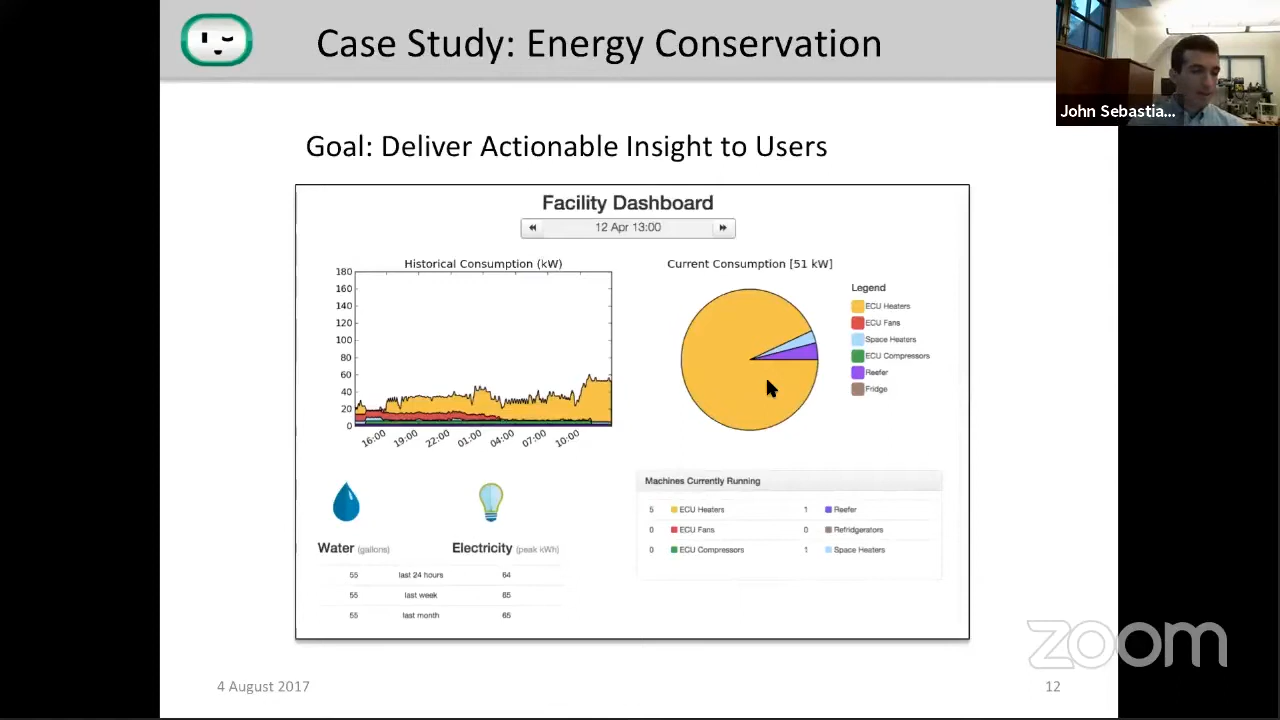 Case Study: Energy Conservation
John Sebastia...
Goal: Deliver Actionable Insight to Users
Facility Dashboard
12 Apr 13:00
Historical Consumption (kW)
180
160
140
120
100
80
60
40
20
0
16:00 19:00 22:00 01:00 04:00 07:00 10:00
Current Consumption [51 kW]
Legend
ECU Heaters
ECU Fans
Space Heaters
ECU Compressors
Reefer
Fridge
Water (gallons) Electricity (peak kWh)
55 last 24 hours 64
55 last week 65
55 last month 65
Machines Currently Running
5 ECU Heaters 1 Reefer
0 ECU Fans 0 Refridgerators
0 ECU Compressors 1 Space Heaters
zoom
4 August 2017
12